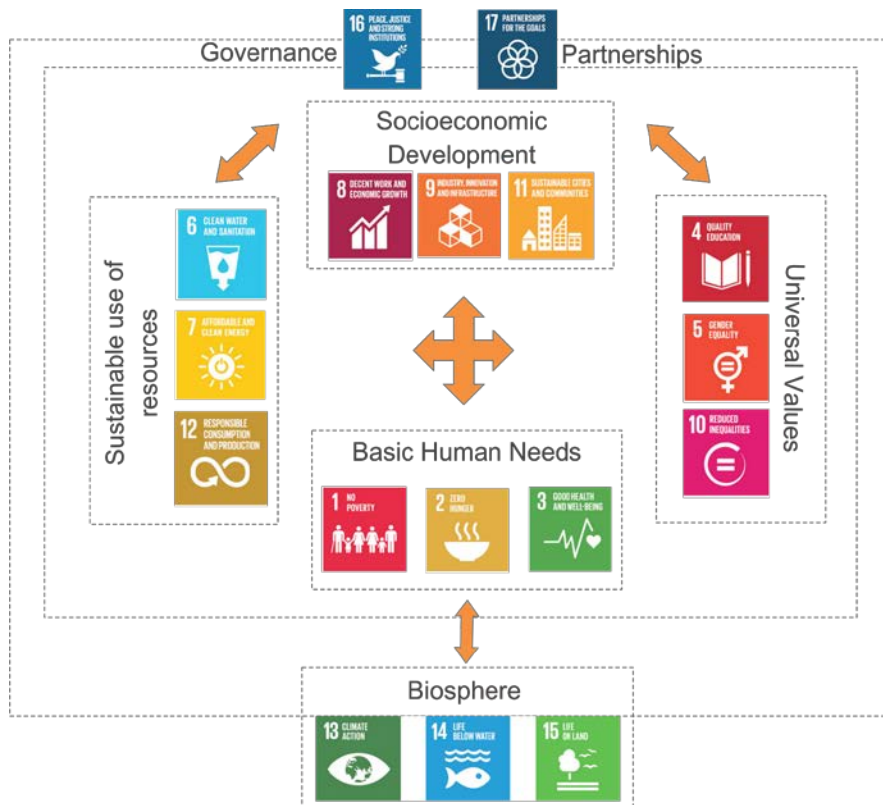 Governance
16 PEACE, JUSTICE
AND STRONG
INSTITUTIONS
17 PARTNERSHIPS
FOR THE GOALS
Partnerships
Socioeconomic
Development
8 DECENT WORK AND
ECONOMIC GROWTH
9 INDUSTRY, INNOVATION
AND INFRASTRUCTURE
11 SUSTAINABLE CITIES
AND COMMUNITIES
Sustainable use of
resources
6 CLEAN WATER
AND SANITATION
7 AFFORDABLE AND
CLEAN ENERGY
12 RESPONSIBLE
CONSUMPTION
AND PRODUCTION
4 QUALITY
EDUCATION
5 GENDER
EQUALITY
10 REDUCED
INEQUALITIES
Universal Values
Basic Human Needs
1 NO
POVERTY
2 ZERO
HUNGER
3 GOOD HEALTH
AND WELL-BEING
Biosphere
13 CLIMATE
ACTION
14 LIFE
BELOW WATER
15 LIFE
ON LAND